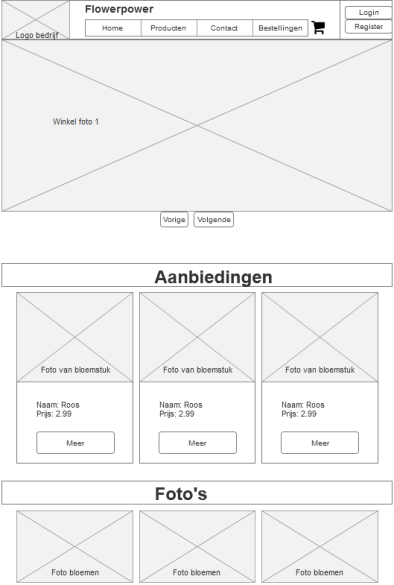 Flowerpower
Login
Home Producten Contact Bestellingen
Register
Logo bedrijf
Winkel foto 1
Vorige Volgende
Aanbiedingen
Foto van bloemstuk Foto van bloemstuk Foto van bloemstuk
Naam: Roos Naam: Roos Naam: Roos
Prijs: 2.99 Prijs: 2.99 Prijs: 2.99
Meer Meer Meer
Foto's
Foto bloemen Foto bloemen Foto bloemen